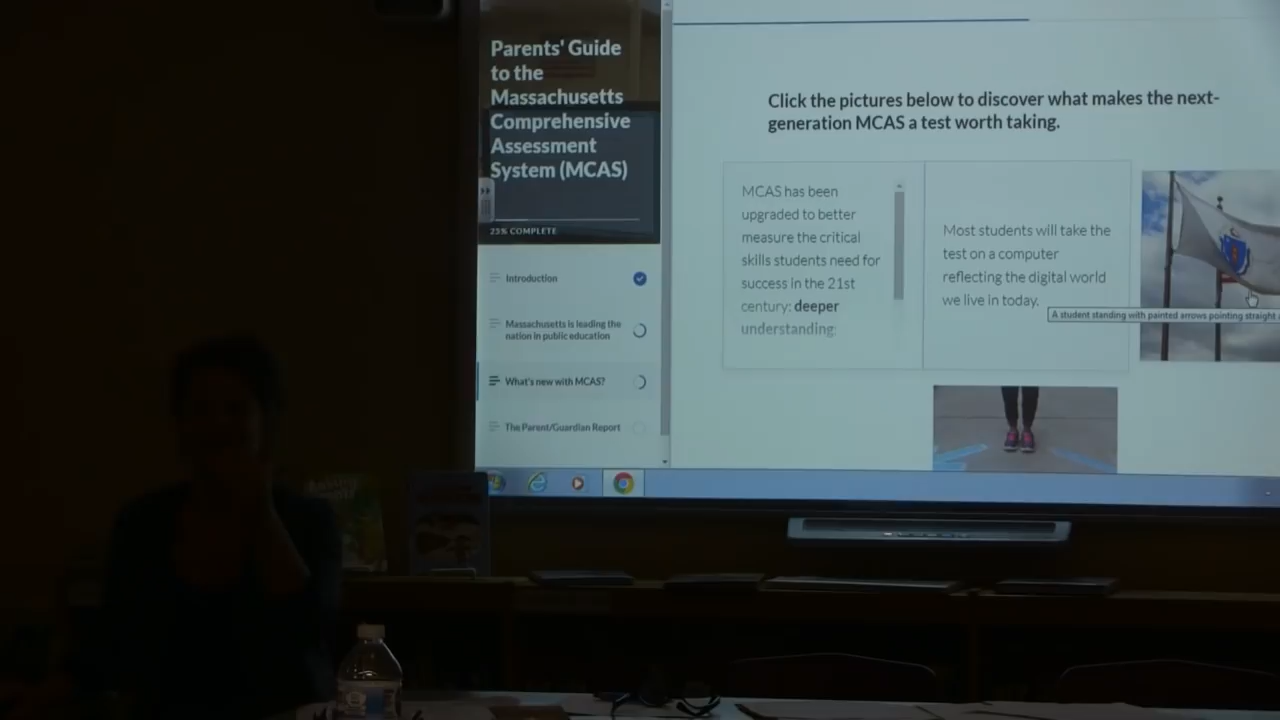 Parents' Guide
to the
Massachusetts
Comprehensive
Assessment
System (MCAS)
23% COMPLETE
Introduction
Massachusetts is leading the
nation in public education
What's new with MCAS?
The Parent/Guardian Report
Click the pictures below to discover what makes the next-
generation MCAS a test worth taking.
MCAS has been
upgraded to better
measure the critical
skills students need for
success in the 21st
century: deeper
understanding;
Most students will take the
test on a computer
reflecting the digital world
we live in today.
A student standing with painted arrows pointing straight